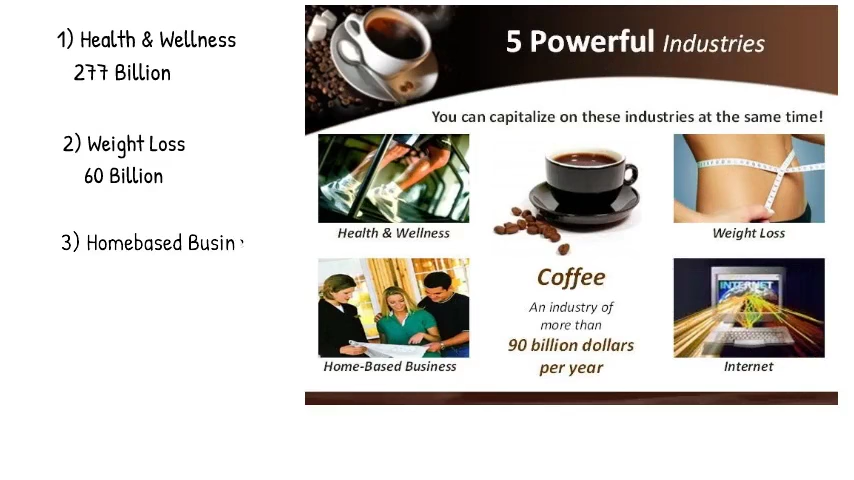 1) Health & Wellness
277 Billion
2) Weight Loss
60 Billion
3) Homebased Busin
5 Powerful Industries
You can capitalize on these industries at the same time!
Health & Wellness
Weight Loss
Coffee
An industry of
more than
90 billion dollars
per year
INTERNET
Home-Based Business
Internet